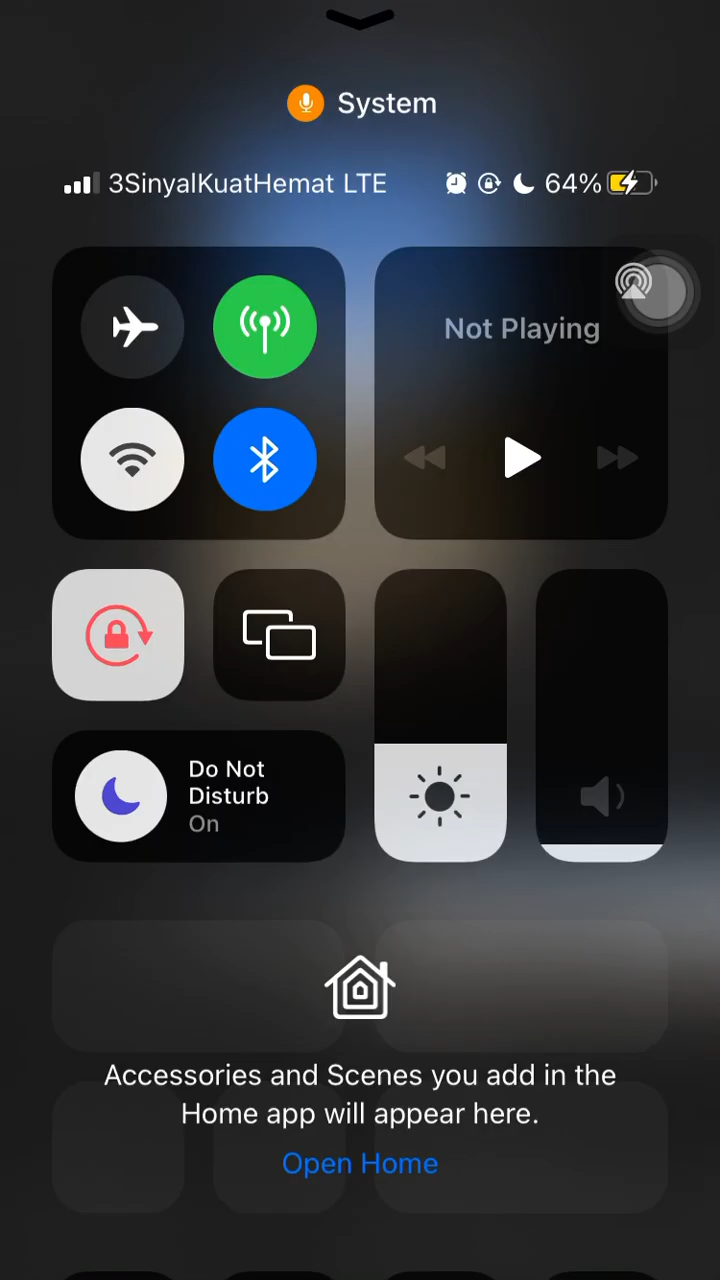 System
3SinyalKuatHemat LTE 64%
Not Playing
Do Not
Disturb
On
Accessories and Scenes you add in the
Home app will appear here.
Open Home